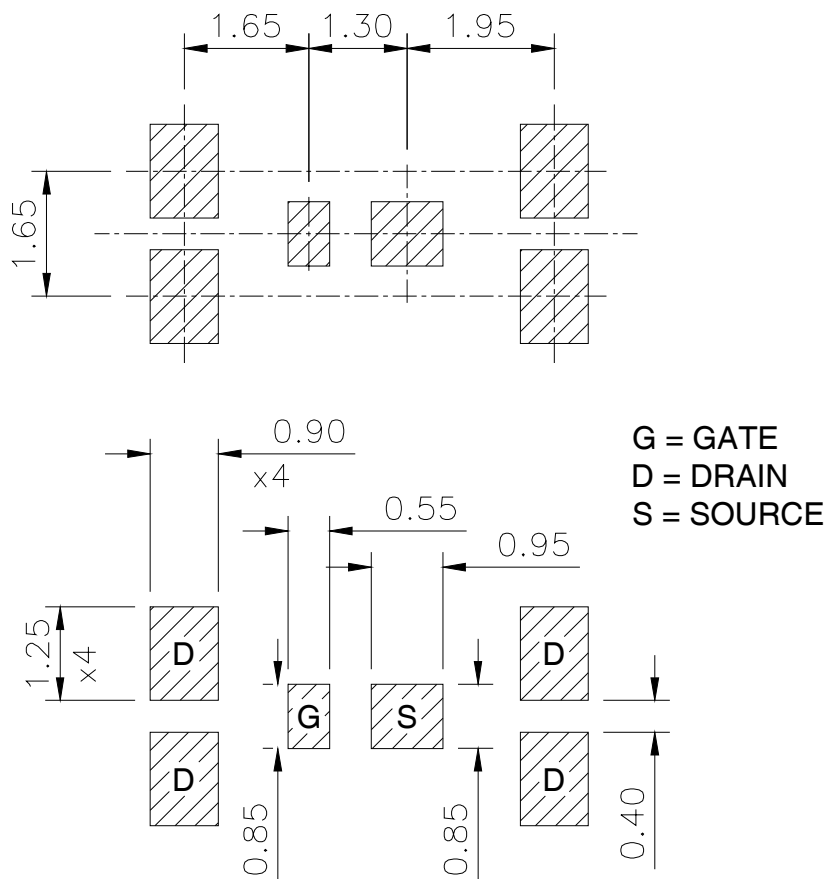 1.65 1.30 1.95
1.65
0.90
x4
0.55
0.95
G = GATE
D = DRAIN
S = SOURCE
1.25
x4
D
D
G
S
D
D
0.85
0.85
0.40